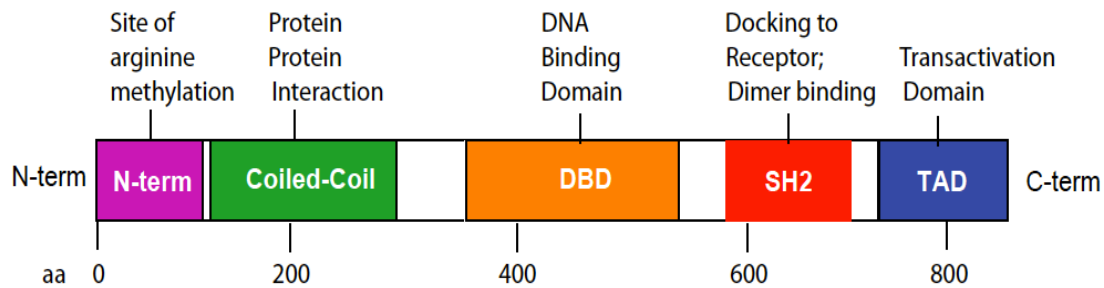 Site of
arginine
methylation
Protein
Protein
Interaction
DNA
Binding
Domain
Docking to
Receptor;
Dimer binding
Transactivation
Domain
N-term
N-term
Coiled-Coil
DBD
SH2
TAD
C-term
aa
0
200
400
600
800